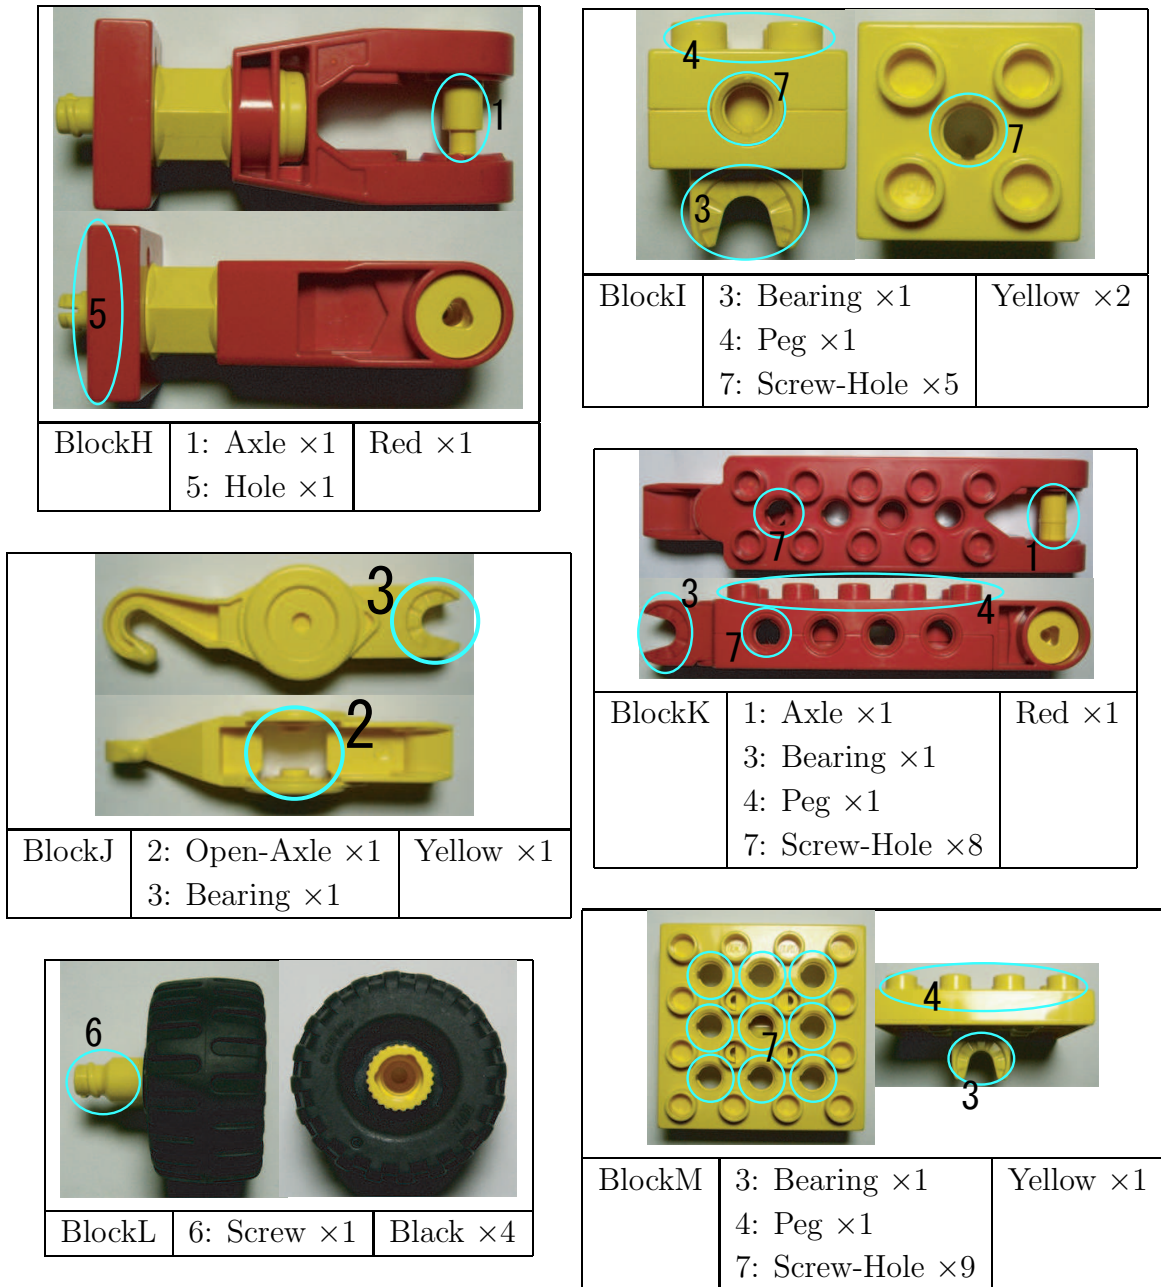 1
5
BlockH 1: Axle ×1 Red ×1
5: Hole ×1
4
7
7
3
BlockI 3: Bearing ×1 Yellow ×2
4: Peg ×1
7: Screw-Hole ×5
3
2
BlockJ 2: Open-Axle ×1 Yellow ×1
3: Bearing ×1
7
1
3
4
7
BlockK 1: Axle ×1 Red ×1
3: Bearing ×1
4: Peg ×1
7: Screw-Hole ×8
6
BlockL 6: Screw ×1 Black ×4
7
4
3
BlockM 3: Bearing ×1 Yellow ×1
4: Peg ×1
7: Screw-Hole ×9